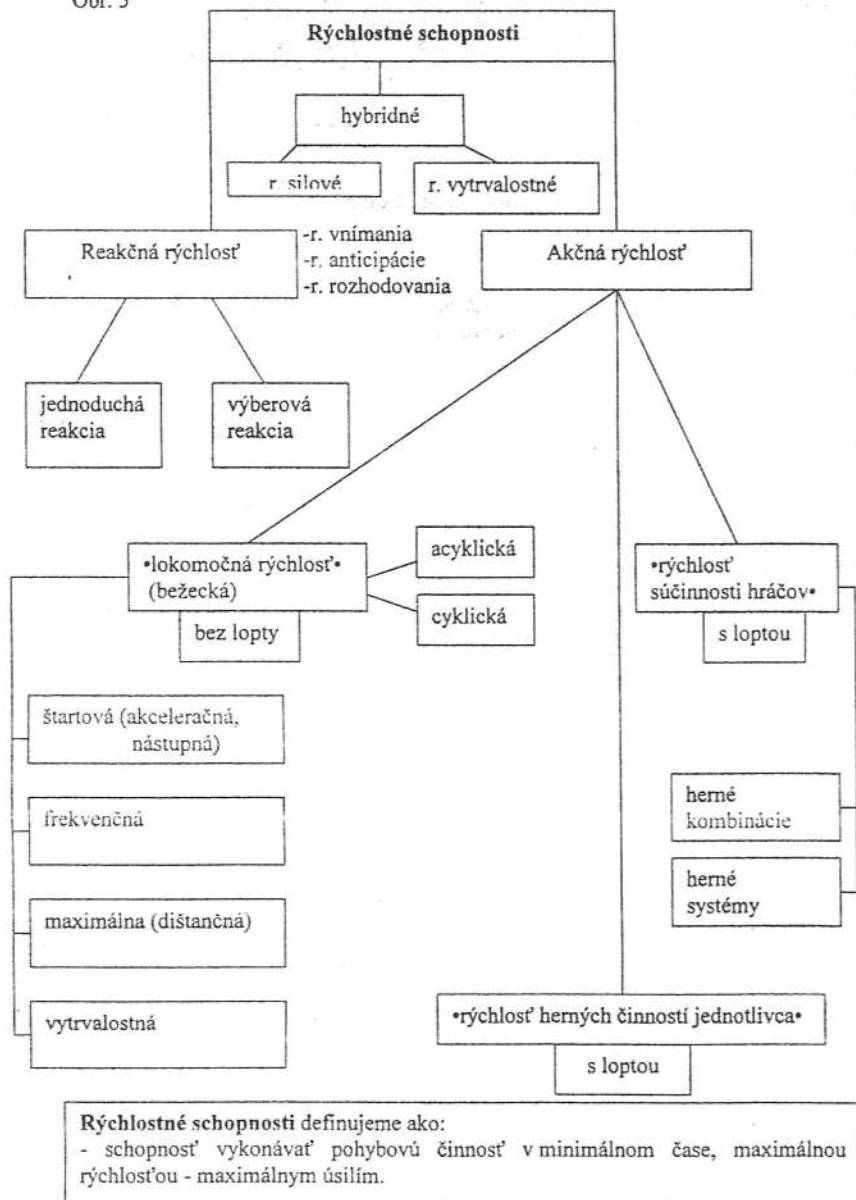 Obr. 5
Rýchlostné schopnosti
hybridné
r. silové
r. vytrvalostné
Reakčná rýchlosť
-r. vnímania
-r. anticipácie
-r. rozhodovania
Akčná rýchlosť
jednoduchá
reakcia
výberová
reakcia
•lokomočná rýchlosť•
(bežecká)
bez lopty
acyklická
cyklická
•rýchlosť
súčinnosti hráčov•
s loptou
štartová (akceleračná,
nástupná)
frekvenčná
maximálna (dištančná)
vytrvalostná
herné
kombinácie
herné
systémy
•rýchlosť herných činností jednotlivca•
s loptou
Rýchlostné schopnosti definujeme ako:
- schopnosť vykonávať pohybovú činnosť v minimálnom čase, maximálnou
rýchlosťou - maximálnym úsilím.